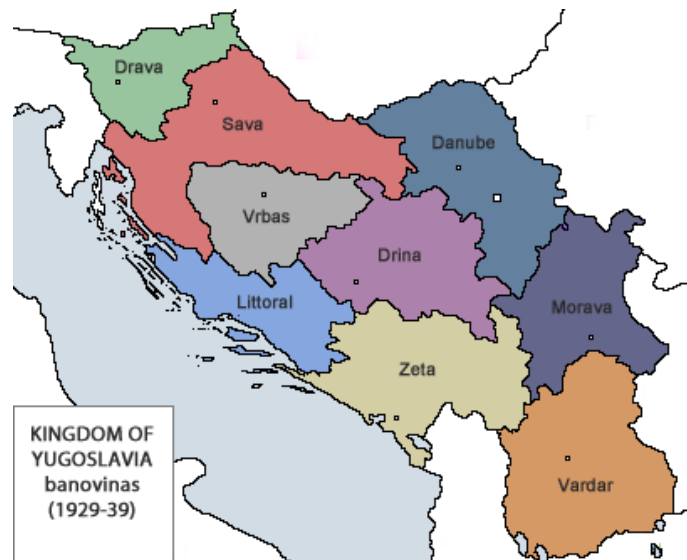 Drava
Sava
Danube
Vrbas
Drina
Littoral
Morava
Zeta
Vardar
KINGDOM OF
YUGOSLAVIA
banovinas
(1929-39)